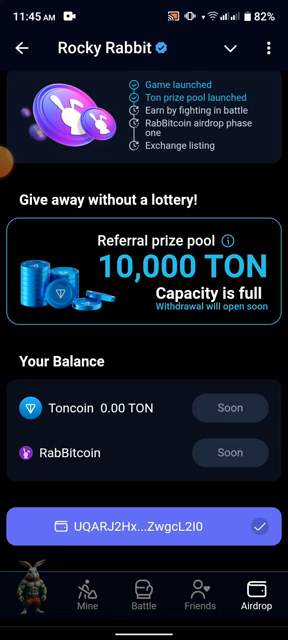 11:45 AM
82%
Rocky Rabbit
Game launched
Ton prize pool launched
Earn by fighting in battle
RabBitcoin airdrop phase
one
Exchange listing
Give away without a lottery!
Referral prize pool
10,000 TON
Capacity is full
Withdrawal will open soon
Your Balance
Toncoin 0.00 TON
Soon
RabBitcoin
Soon
UQARJ2Hx...ZwgcL2I0
Mine
Battle
Friends
Airdrop